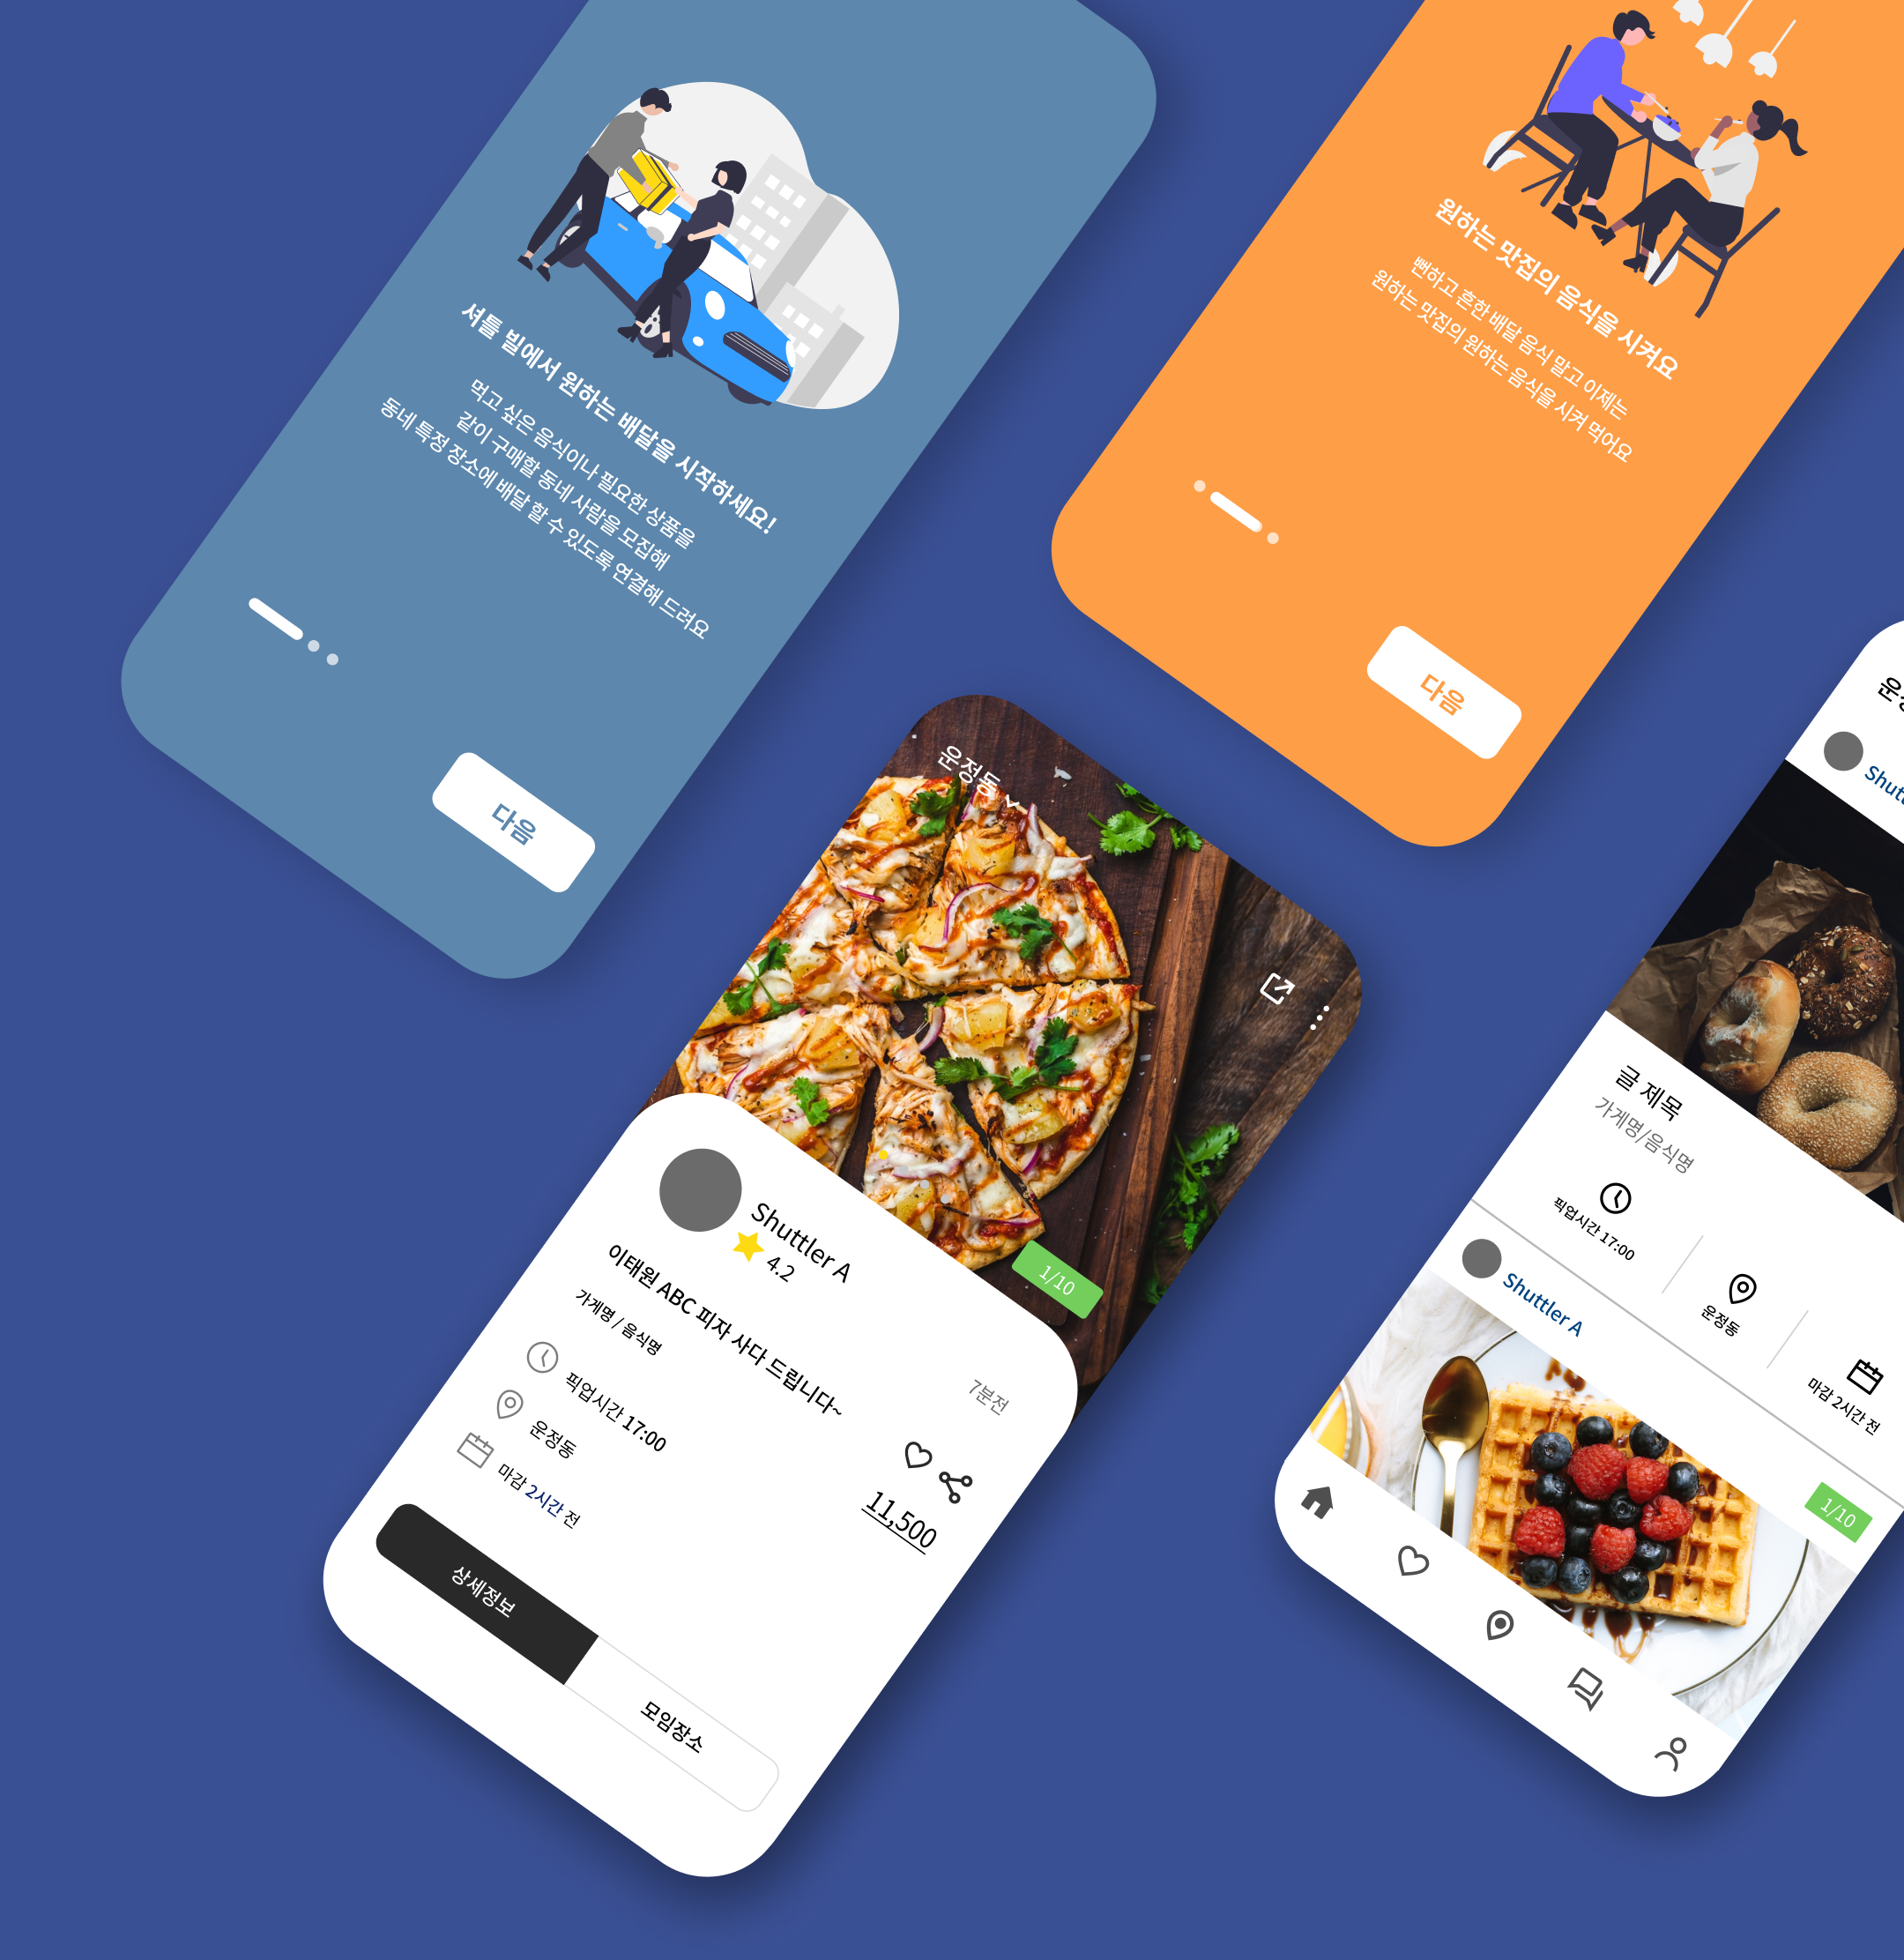 셔틀 빌에서 원하는 배달을 시작하세요!
먹고 싶은 음식이나 필요한 상품을
같이 구매할 동네 사람을 모집해
동네 특정 장소에 배달 할 수 있도록 연결해 드려요
다음
원하는 맛집의 음식을 시켜요
뻔하고 흔한 배달 음식 말고 이제는
원하는 맛집의 원하는 음식을 시켜 먹어요
다음
운정동
Shuttler A
4.2
1/10
이태원 ABC 피자 사다 드립니다~
7분전
가게명 / 음식명
픽업시간 17:00
운정동
마감 2시간 전
11,500
상세정보
모임장소
글 제목
가게명/음식명
픽업시간 17:00
운정동
마감 2시간 전
Shuttler A
1/10